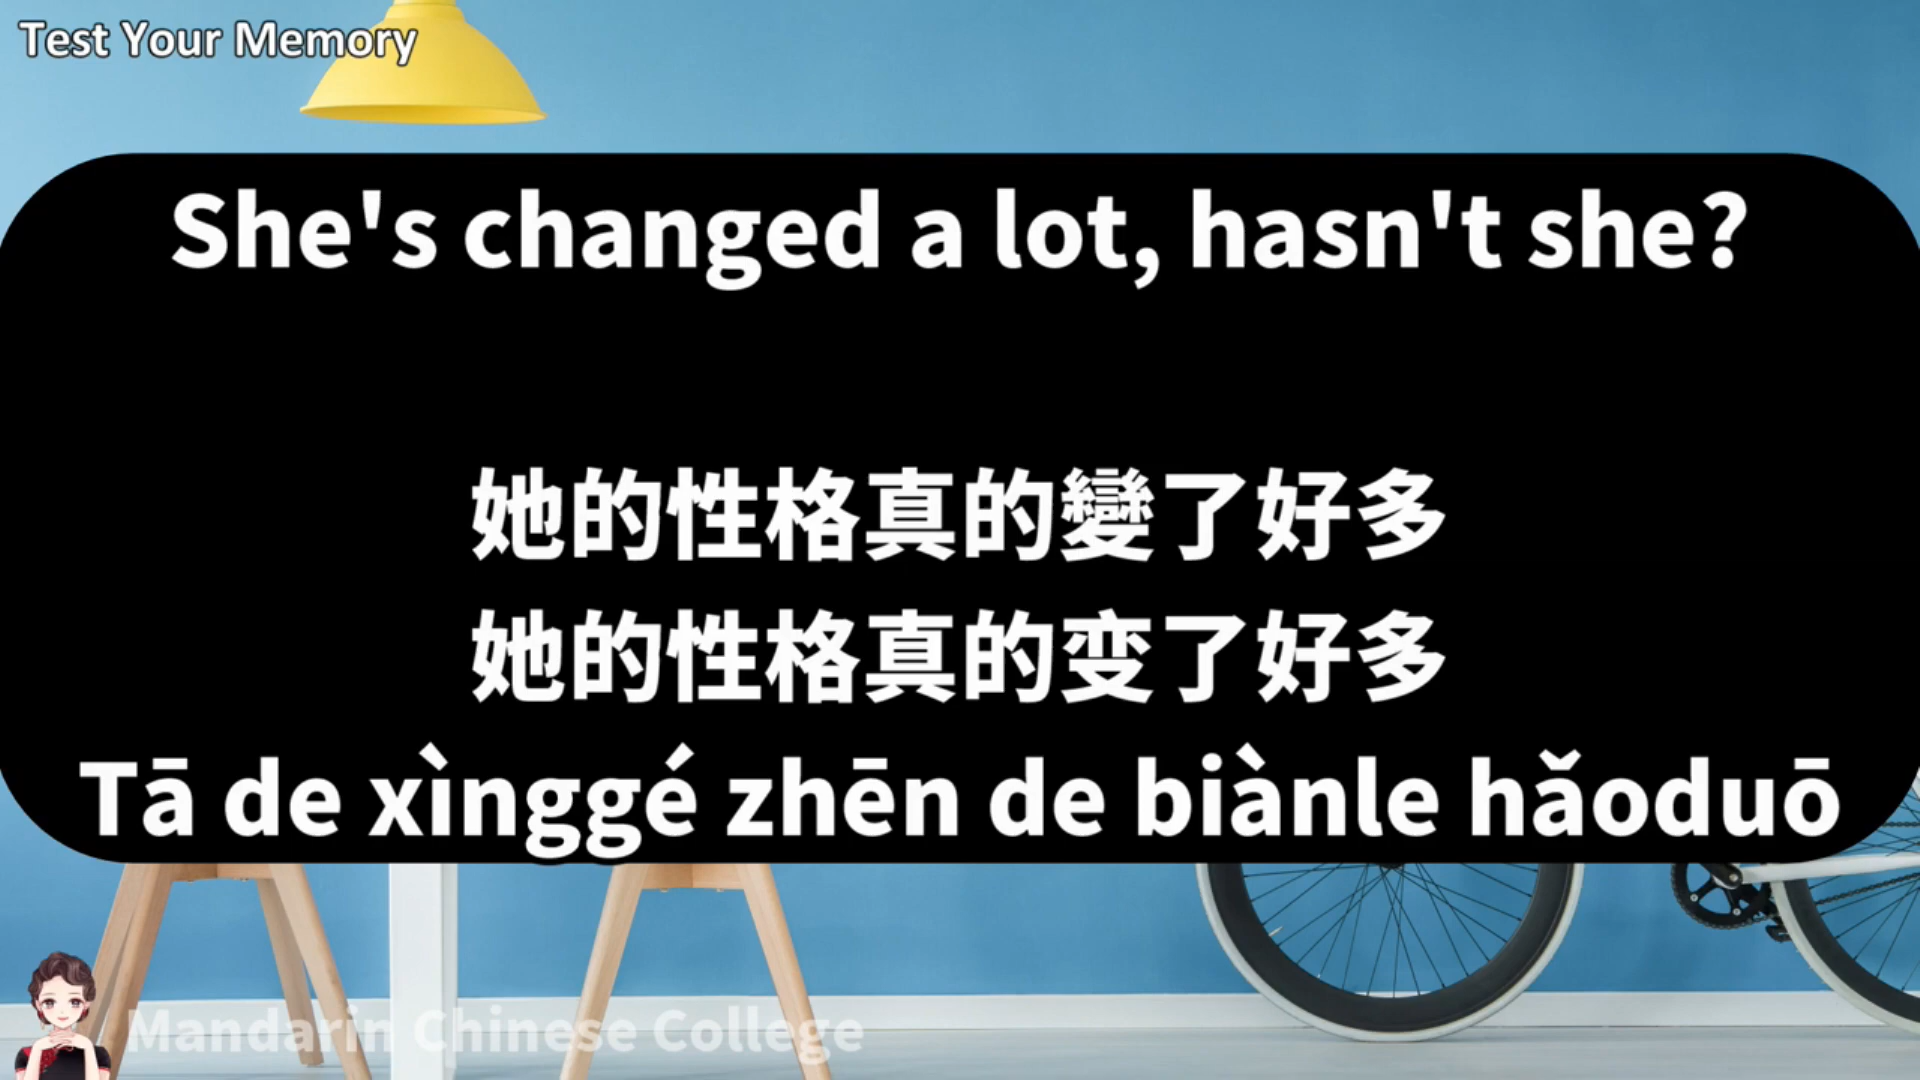 Test Your Memory
She's changed a lot, hasn't she?
她的性格真的變了好多
她的性格真的变了好多
Tā de xìnggé zhēn de biànle hǎoduō
Mandarin Chinese College